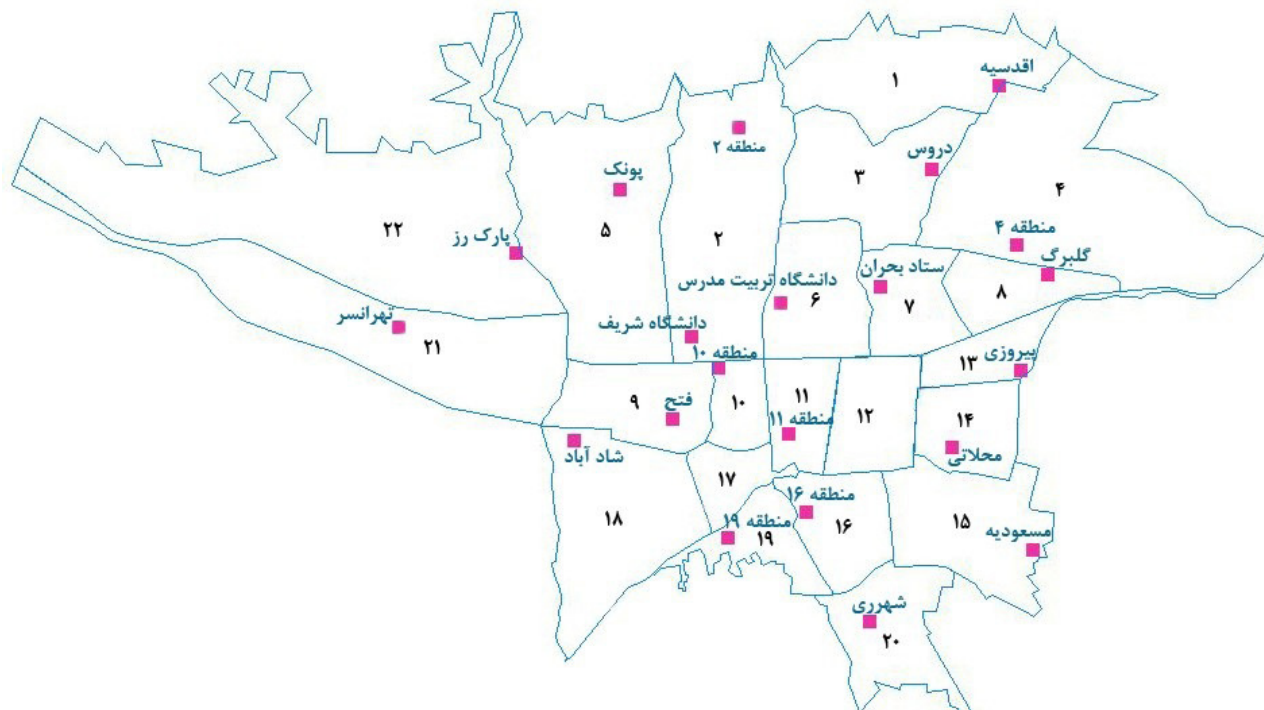 اقدسیه
۱
منطقه ۲
دروس
۳
پونک
۴
۵
۲
۲۲
پارک رز
منطقه ۴
گلبرگ
ستاد بحران
دانشگاه تربیت مدرس
۶
۷
۸
تهرانسر
۲۱
دانشگاه شریف
منطقه ۱۰
پیروزی
۱۳
۹
فتح
۱۰
۱۱
منطقه ۱۱
۱۲
۱۴
محلاتی
شاد آباد
۱۷
منطقه ۱۶
۱۸
منطقه ۱۹
۱۹
۱۶
۱۵
مسعودیه
شهرری
۲۰